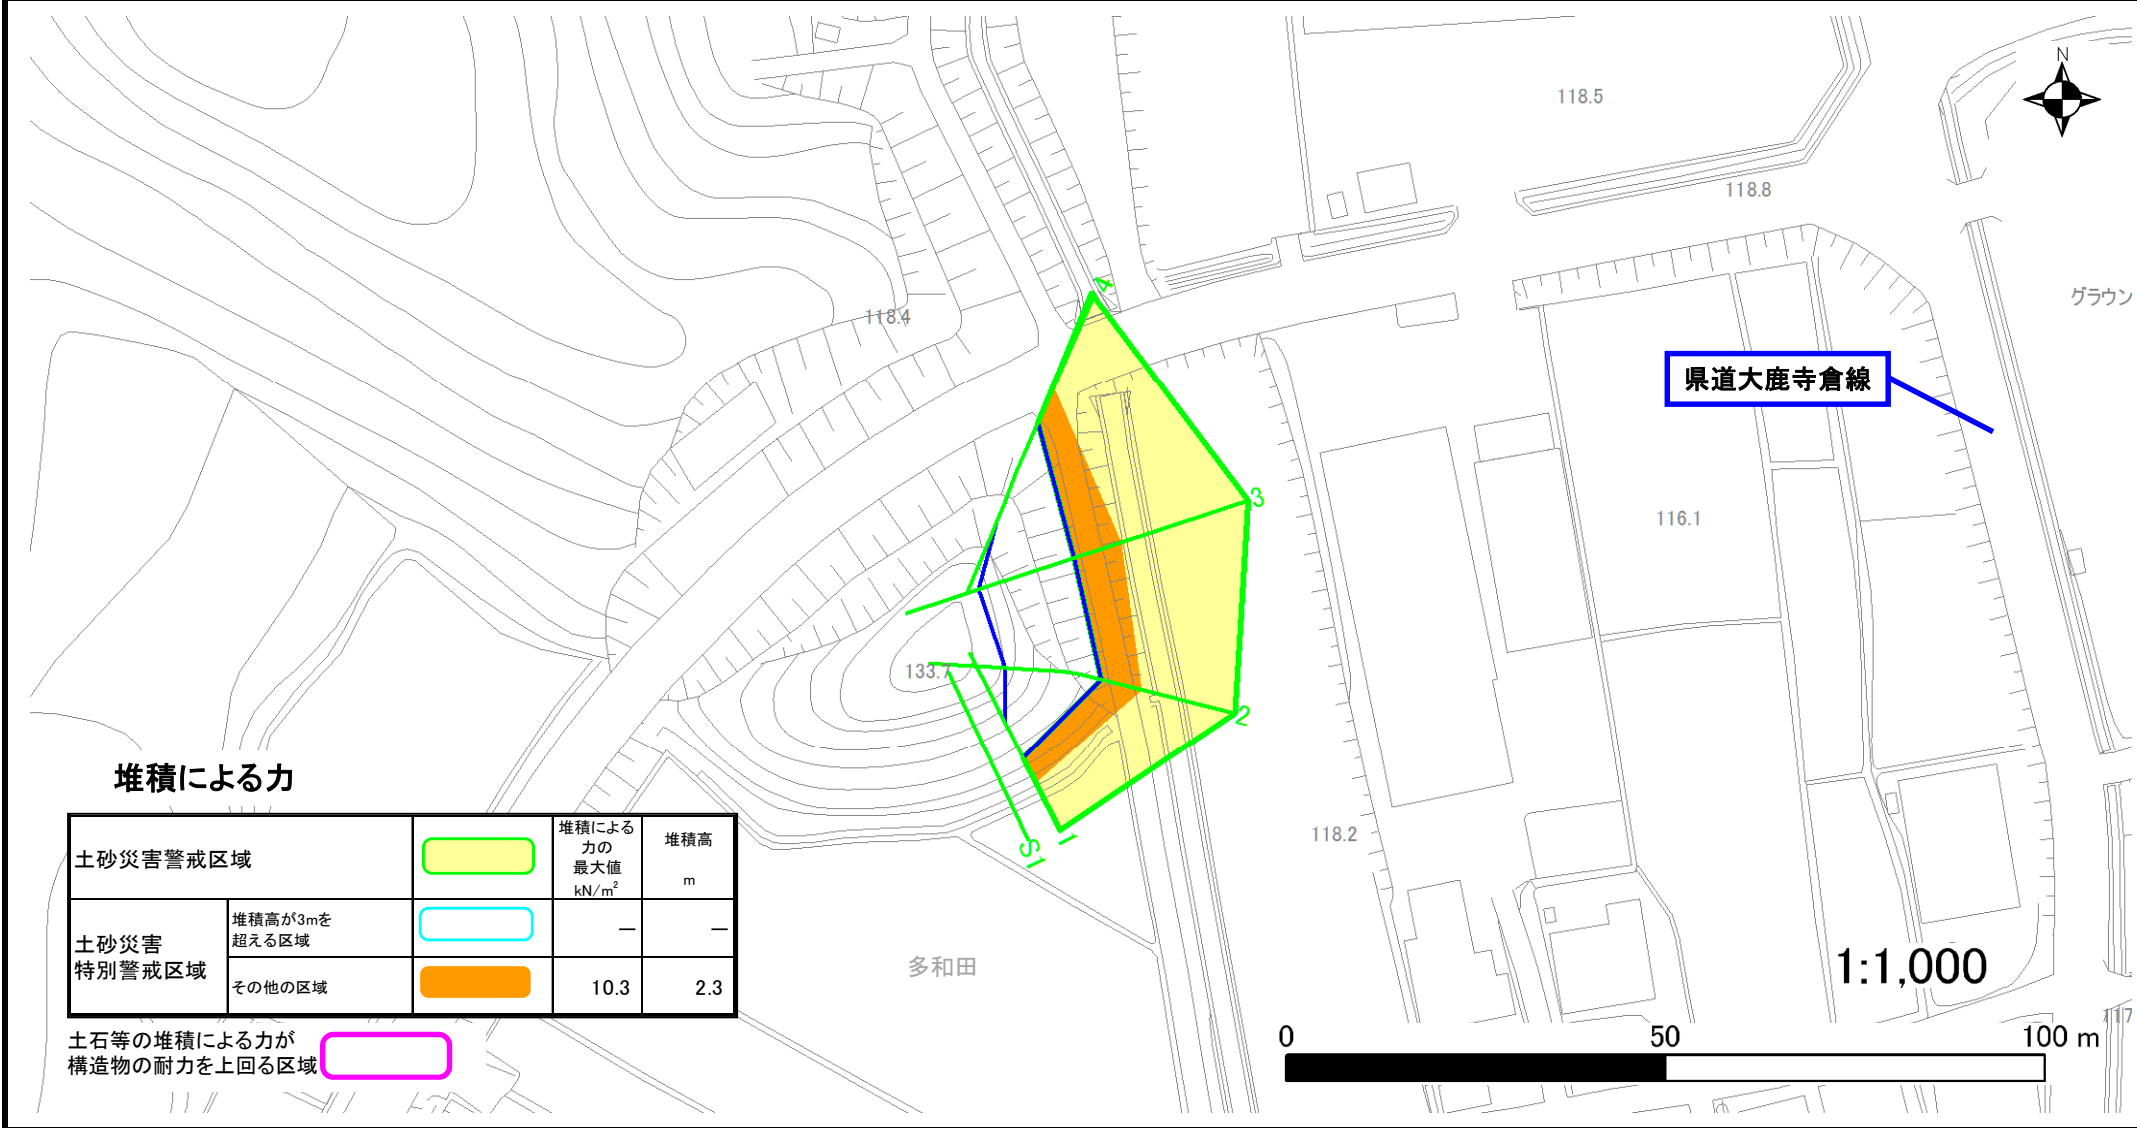 N
118.5
118.8
グラウン
118.4
4
県道大鹿寺倉線
3
116.1
133.7
2
118.2
1
S1
堆積による力
土砂災害警戒区域
堆積による
力の
最大値
kN/m²
堆積高
m
土砂災害
特別警戒区域
堆積高が3mを
超える区域
－
－
その他の区域
10.3
2.3
土石等の堆積による力が
構造物の耐力を上回る区域
多和田
1:1,000
117
0
50
100 m